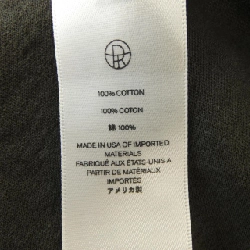 100% COTTON
100% COTON
綿 100%
MADE IN USA OF IMPORTED
MATERIALS
FABRIQUÉ AUX ÉTATS-UNIS A
PARTIR DE MATÉRIAUX
IMPORTÉS
アメリカ製